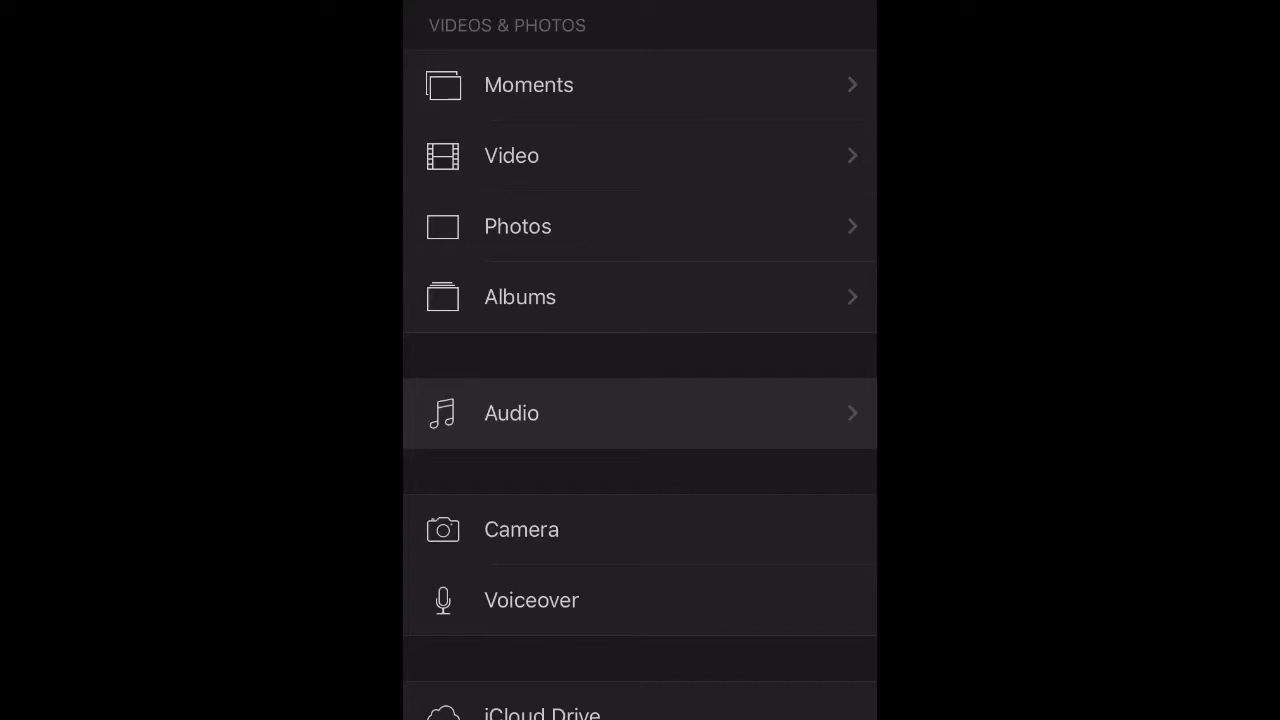 VIDEOS & PHOTOS
Moments
Video
Photos
Albums
Audio
Camera
Voiceover
iCloud Drive